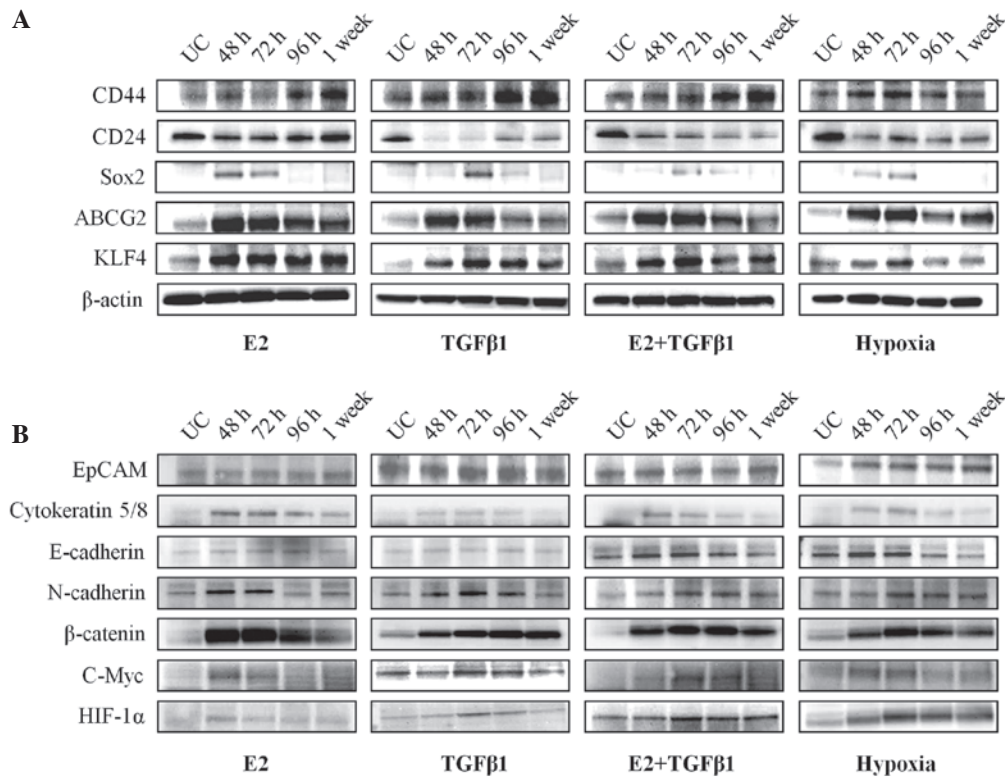 A
UC 48 h 72 h 96 h 1 week UC 48 h 72 h 96 h 1 week UC 48 h 72 h 96 h 1 week UC 48 h 72 h 96 h 1 week
CD44
CD24
Sox2
ABCG2
KLF4
β-actin
E2 TGFβ1 E2+TGFβ1 Hypoxia
B
UC 48 h 72 h 96 h 1 week UC 48 h 72 h 96 h 1 week UC 48 h 72 h 96 h 1 week UC 48 h 72 h 96 h 1 week
EpCAM
Cytokeratin 5/8
E-cadherin
N-cadherin
β-catenin
C-Myc
HIF-1α
E2 TGFβ1 E2+TGFβ1 Hypoxia